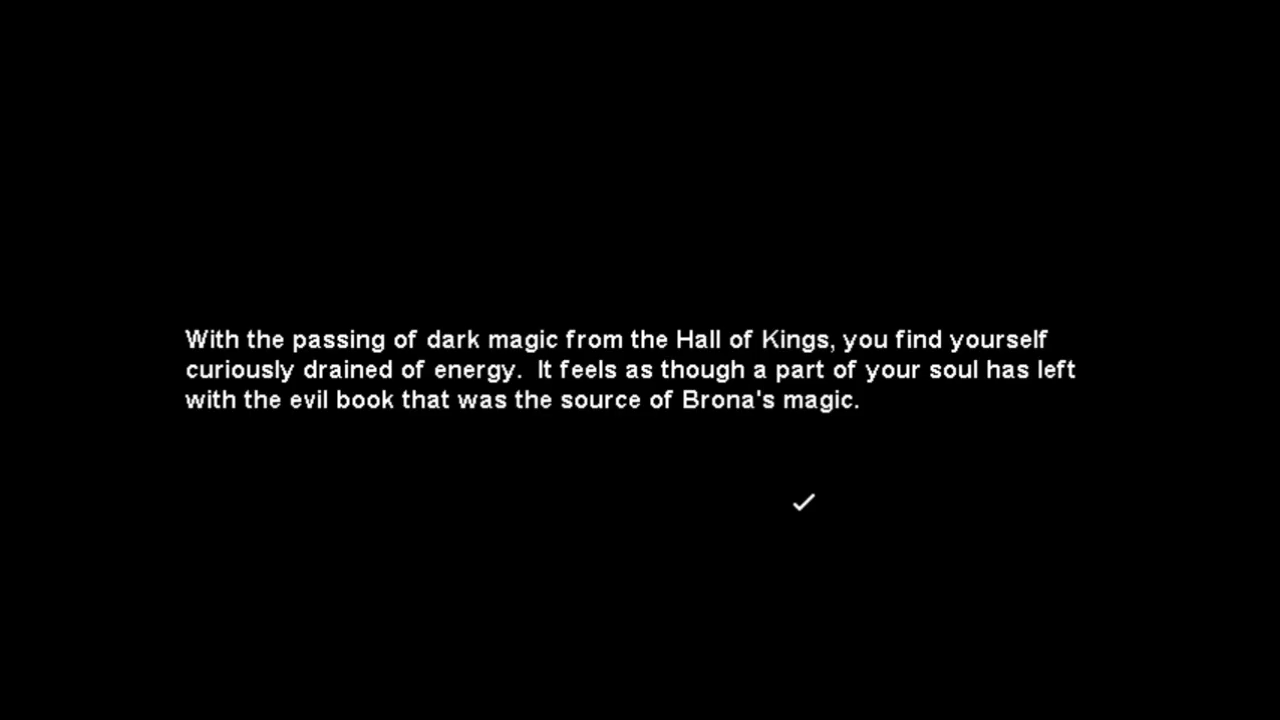 With the passing of dark magic from the Hall of Kings, you find yourself
curiously drained of energy.  It feels as though a part of your soul has left
with the evil book that was the source of Brona's magic.